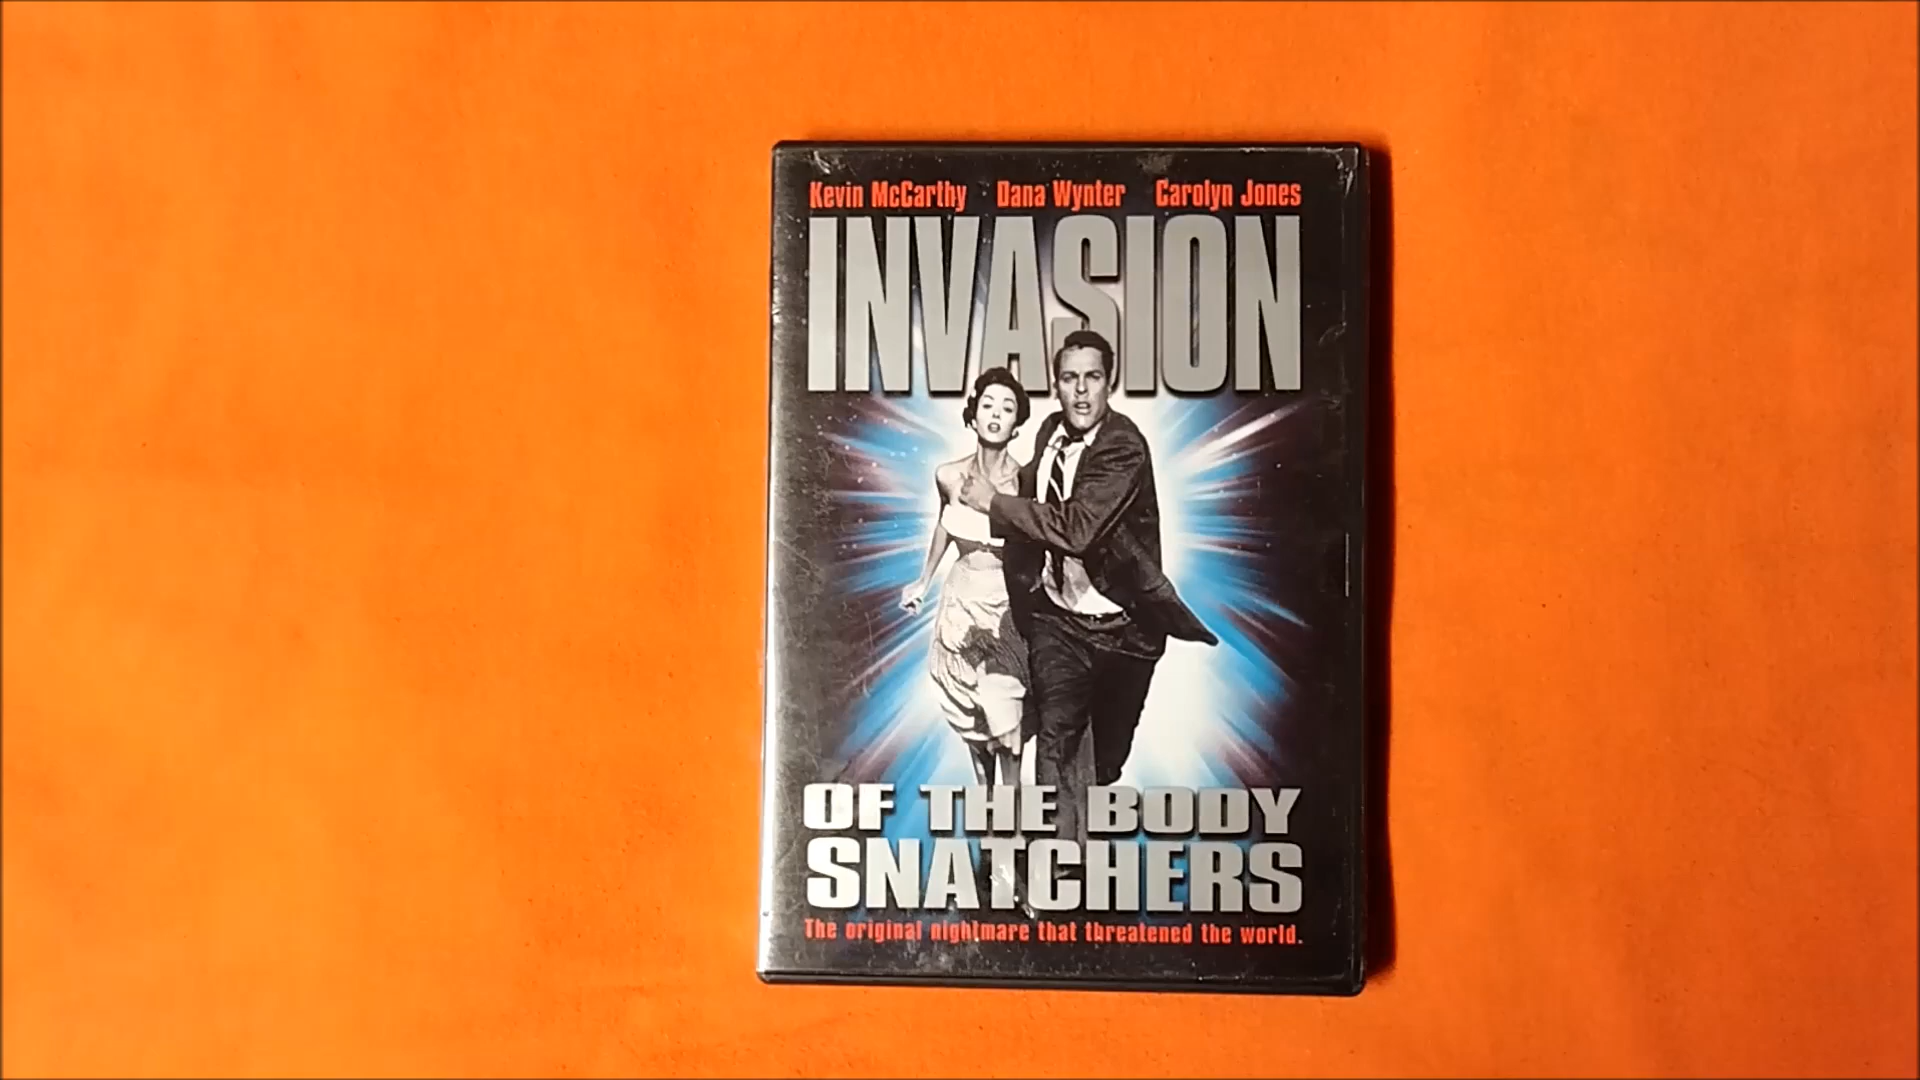 Kevin McCarthy Dana Wynter Carolyn Jones
INVASION
OF THE BODY
SNATCHERS
The original nightmare that threatened the world.